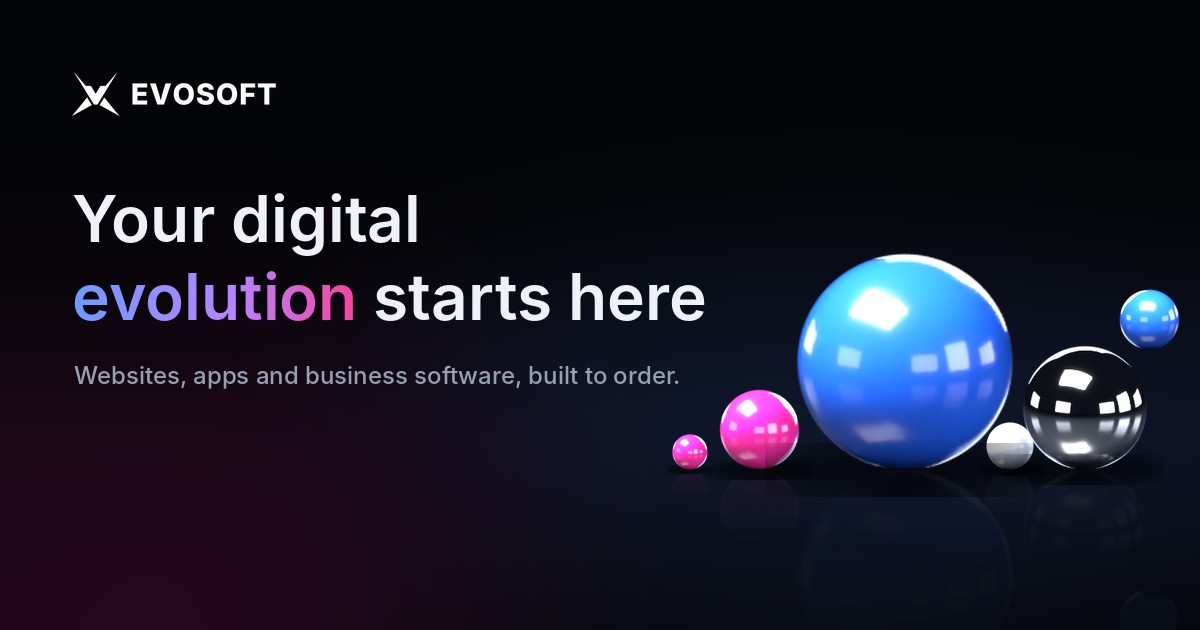 EVOSOFT
Your digital
evolution starts here
Websites, apps and business software, built to order.